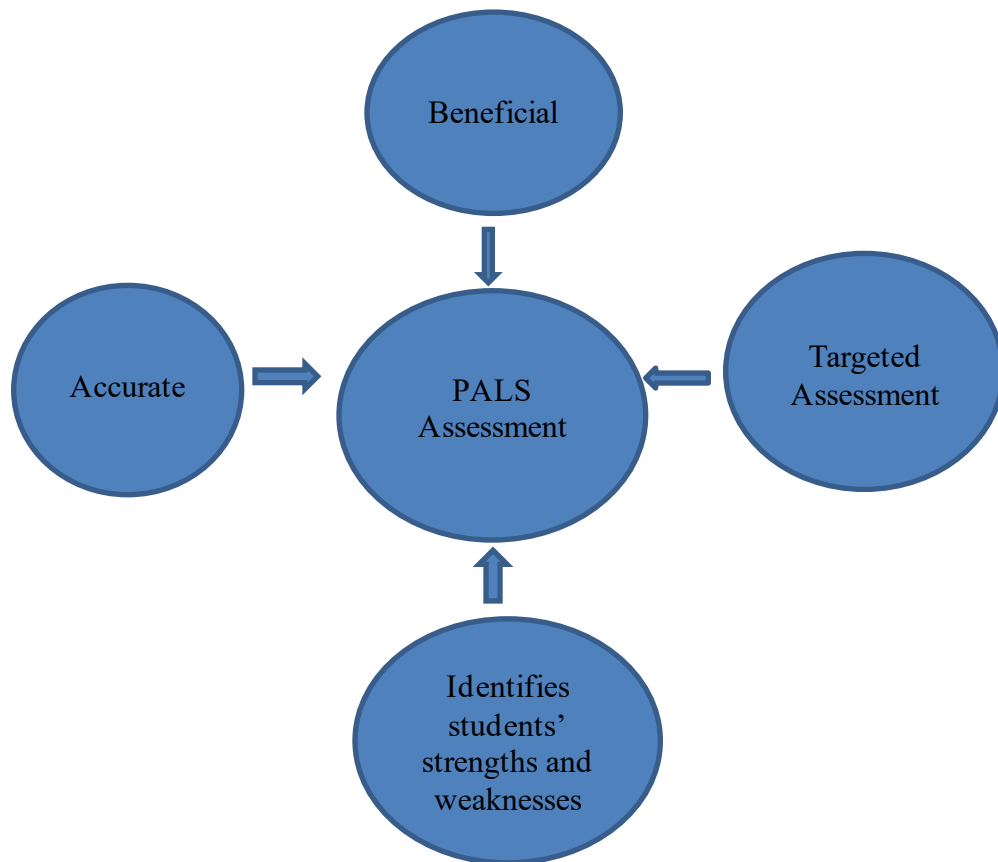 Beneficial
Accurate
PALS
Assessment
Targeted
Assessment
Identifies
students’
strengths and
weaknesses